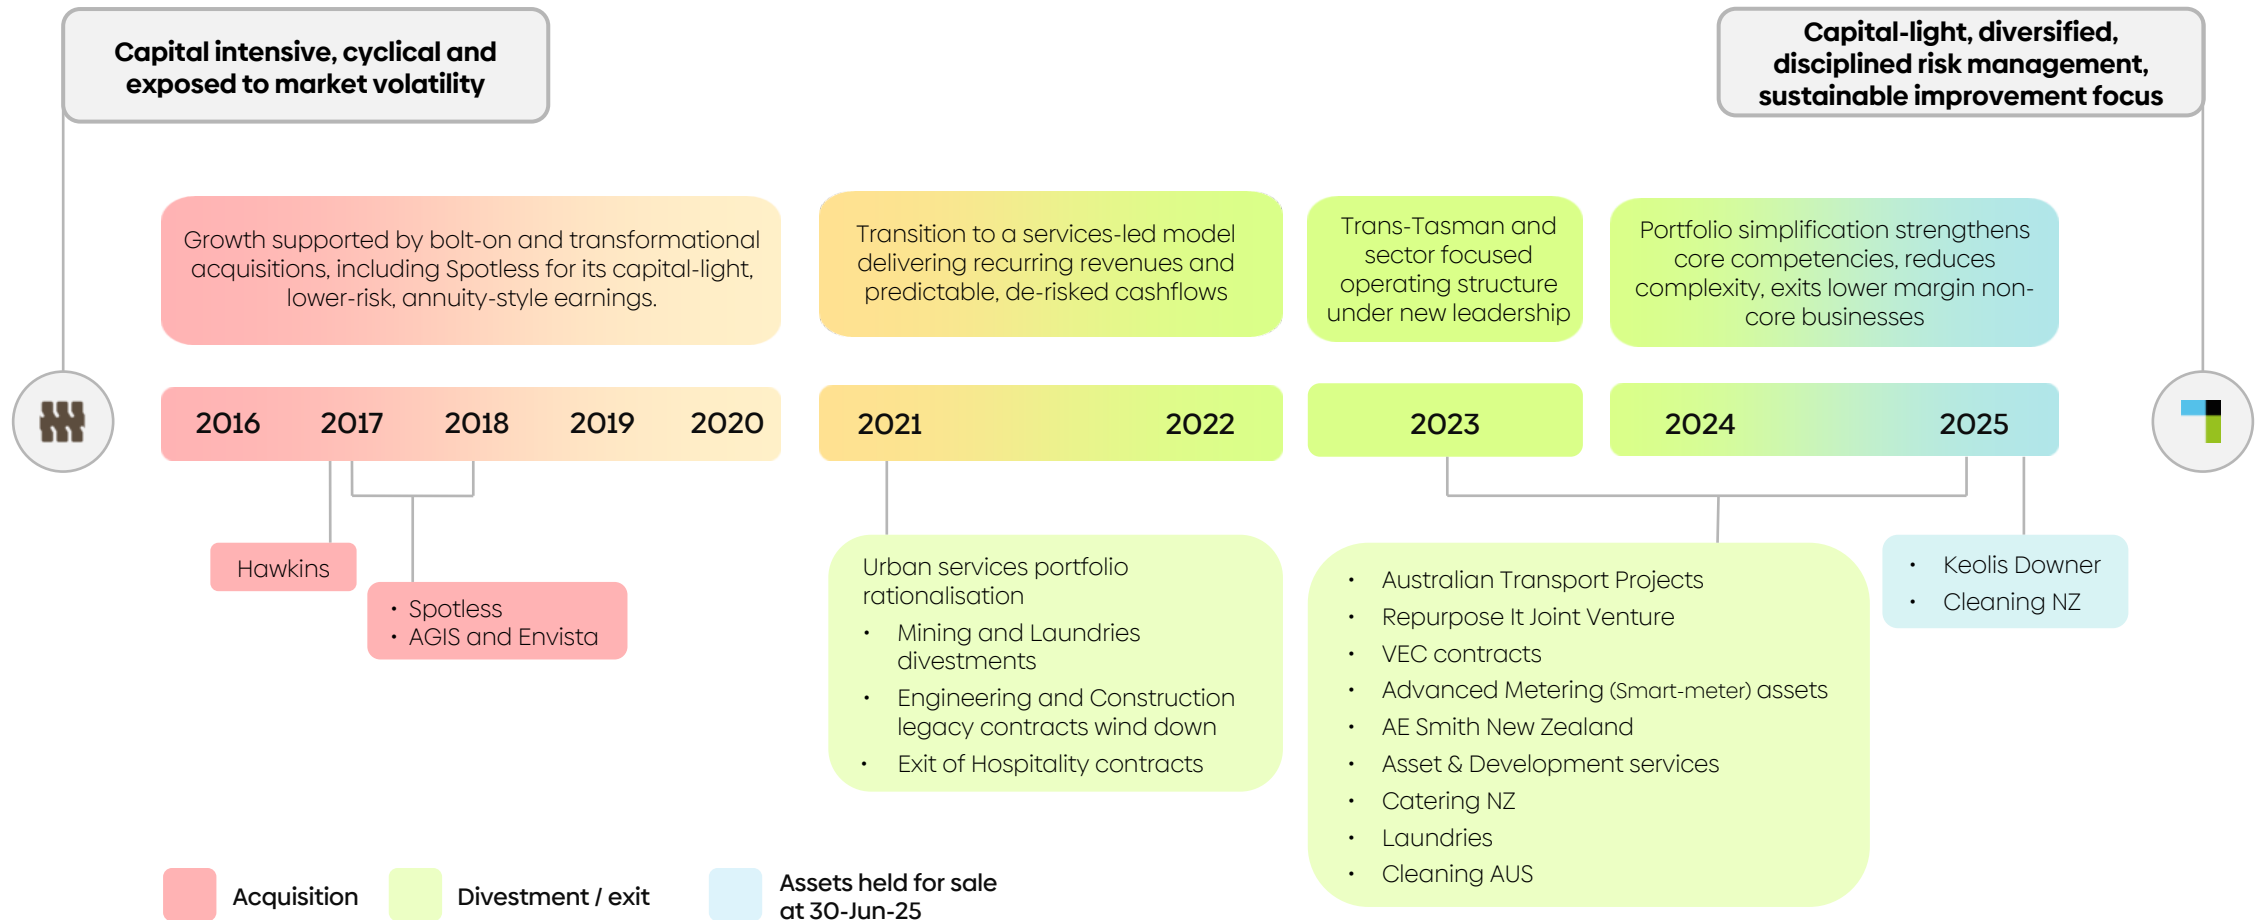 Capital intensive, cyclical and
exposed to market volatility
Capital-light, diversified,
disciplined risk management,
sustainable improvement focus
Growth supported by bolt-on and transformational
acquisitions, including Spotless for its capital-light,
lower-risk, annuity-style earnings.
Transition to a services-led model
delivering recurring revenues and
predictable, de-risked cashflows
Trans-Tasman and
sector focused
operating structure
under new leadership
Portfolio simplification strengthens
core competencies, reduces
complexity, exits lower margin non-
core businesses
2016 2017 2018 2019 2020
2021 2022
2023
2024 2025
Hawkins
• Spotless
• AGIS and Envista
Urban services portfolio
rationalisation
• Mining and Laundries
divestments
• Engineering and Construction
legacy contracts wind down
• Exit of Hospitality contracts
• Australian Transport Projects
• Repurpose It Joint Venture
• VEC contracts
• Advanced Metering (Smart-meter) assets
• AE Smith New Zealand
• Asset & Development services
• Catering NZ
• Laundries
• Cleaning AUS
• Keolis Downer
• Cleaning NZ
Acquisition
Divestment / exit
Assets held for sale
at 30-Jun-25